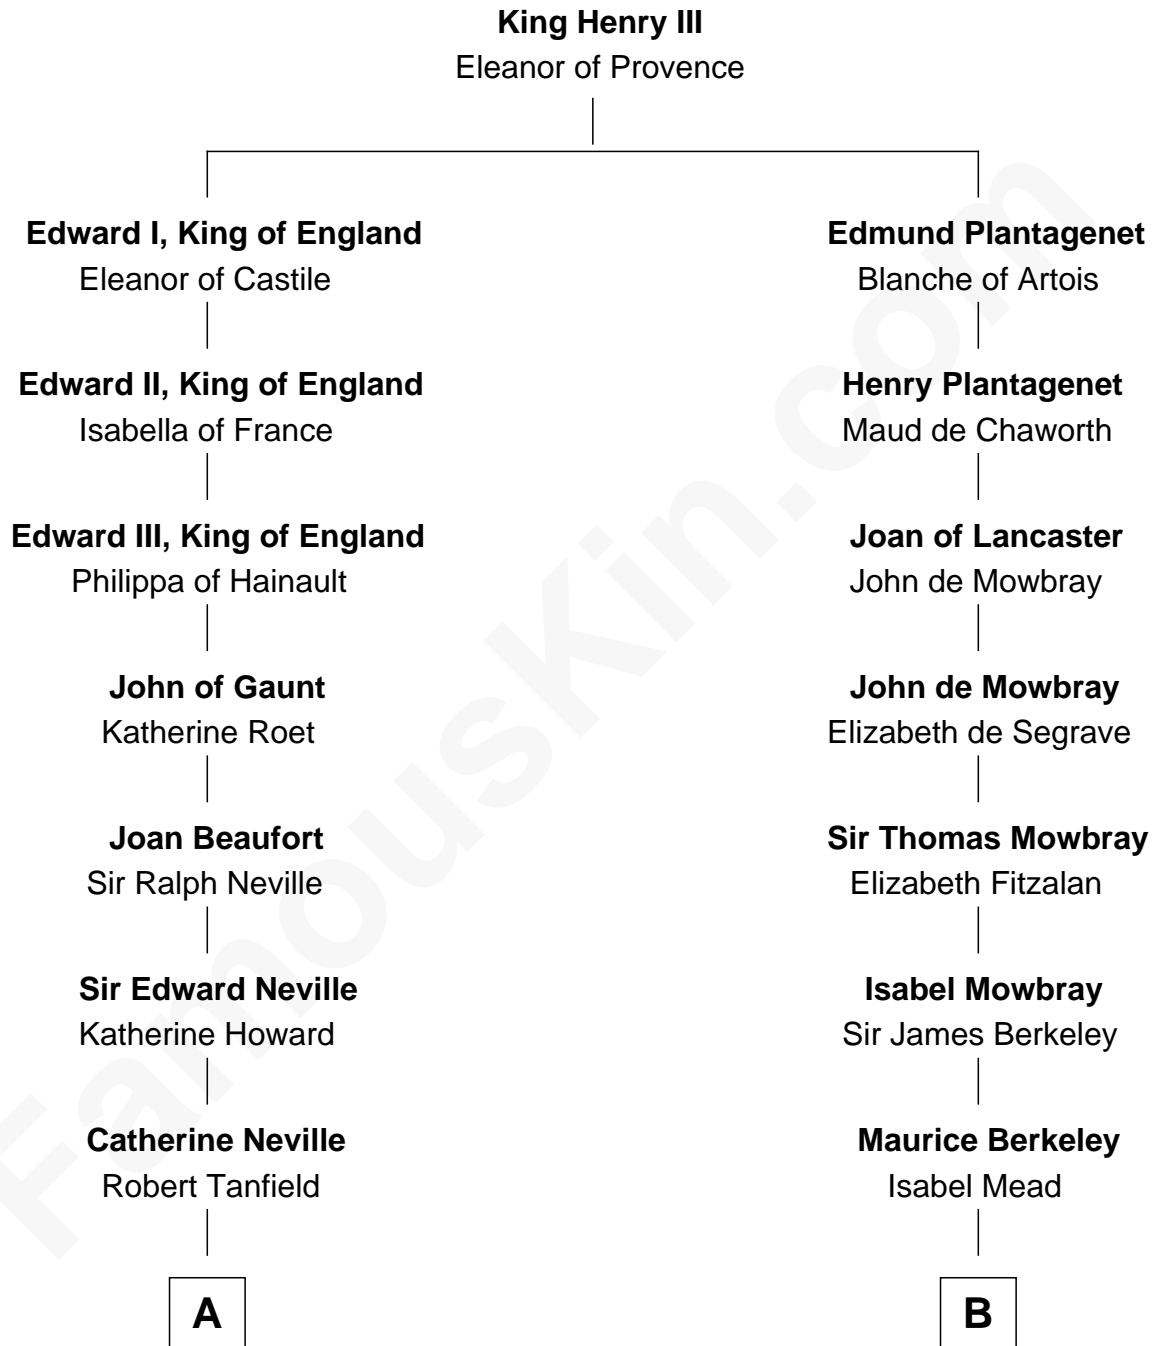 King Henry III
Eleanor of Provence
Edward I, King of England
Eleanor of Castile
Edmund Plantagenet
Blanche of Artois
Edward II, King of England
Isabella of France
Henry Plantagenet
Maud de Chaworth
Edward III, King of England
Philippa of Hainault
Joan of Lancaster
John de Mowbray
John of Gaunt
Katherine Roet
John de Mowbray
Elizabeth de Segrave
Joan Beaufort
Sir Ralph Neville
Sir Thomas Mowbray
Elizabeth Fitzalan
Sir Edward Neville
Katherine Howard
Isabel Mowbray
Sir James Berkeley
Catherine Neville
Robert Tanfield
Maurice Berkeley
Isabel Mead
A
B
FamousKin.com